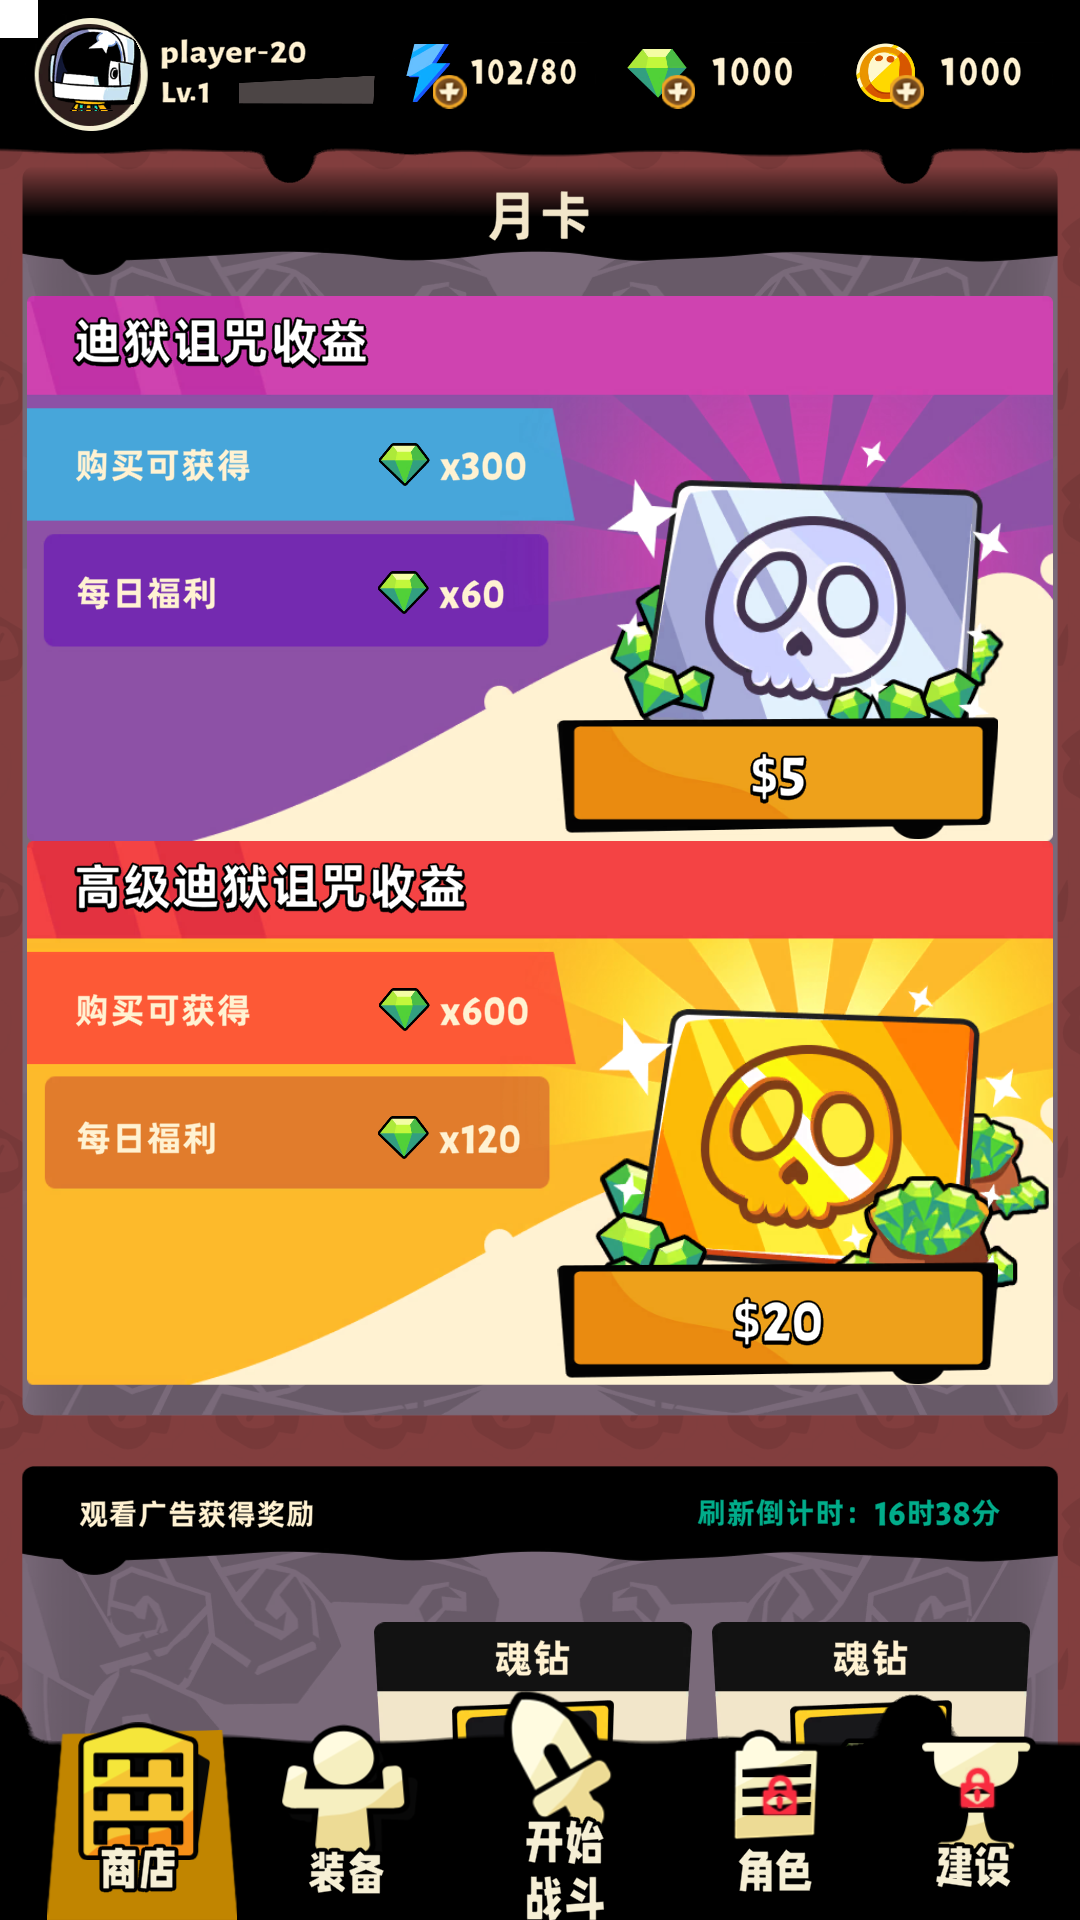 player-20
Lv.1
102/80
1000
1000
月卡
迪狱诅咒收益
购买可获得
x300
每日福利
x60
$5
高级迪狱诅咒收益
购买可获得
x600
每日福利
x120
$20
观看广告获得奖励
刷新倒计时：16时38分
魂钻
魂钻
商店
装备
开始
战斗
角色
建设